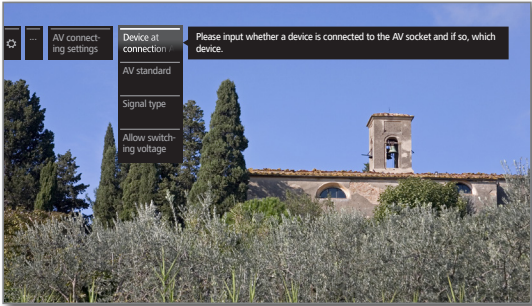 ...
AV connect-
ing settings
Device at
connection /
Please input whether a device is connected to the AV socket and if so, which
device.
AV standard
Signal type
Allow switch-
ing voltage